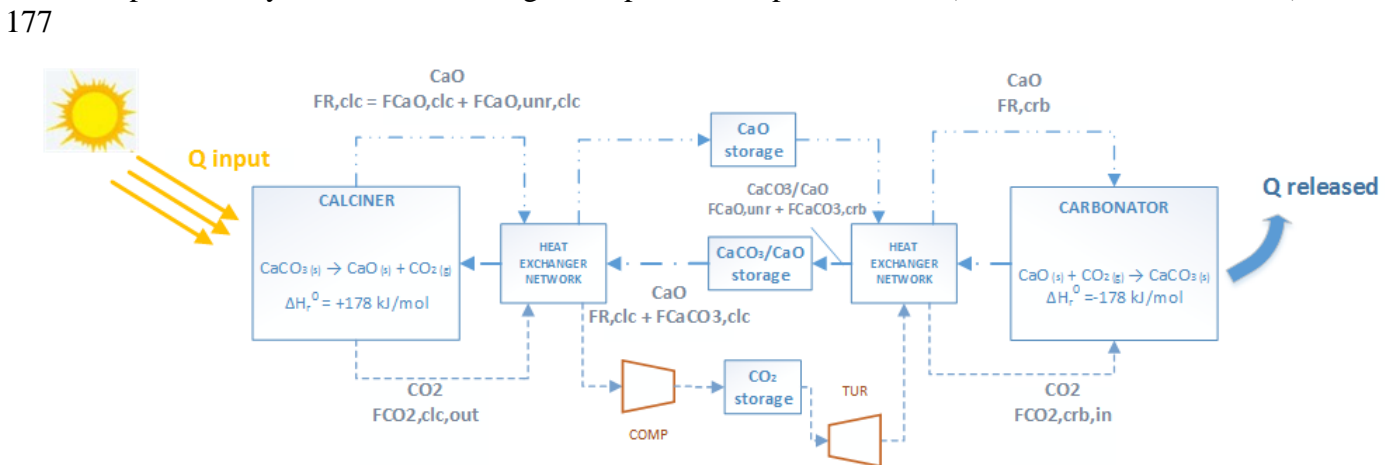 177
CaO
FR,clc = FCaO,clc + FCaO,unr,clc
CaO
FR,crb
Q input
CaO
storage
CALCINER
CaCO₃ (s) → CaO (s) + CO₂ (g)
ΔHᵣ⁰ = +178 kJ/mol
HEAT
EXCHANGER
NETWORK
CaCO3/CaO
FCaO,unr + FCaCO3,crb
CaCO₃/CaO
storage
HEAT
EXCHANGER
NETWORK
CARBONATOR
CaO (s) + CO₂ (g) → CaCO₃ (s)
ΔHᵣ⁰ =-178 kJ/mol
Q released
CaO
FR,clc + FCaCO3,clc
CO2
FCO2,clc,out
COMP
CO₂
storage
TUR
CO2
FCO2,crb,in